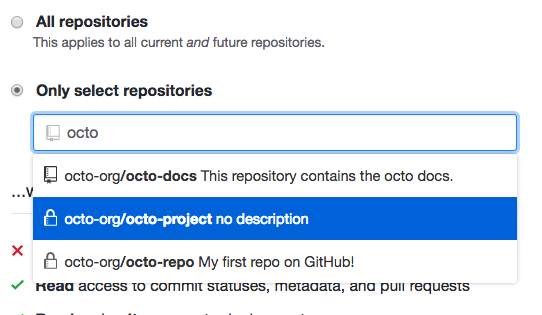 All repositories
This applies to all current and future repositories.
Only select repositories
octo
octo-org/octo-docs This repository contains the octo docs.
...w
octo-org/octo-project no description
octo-org/octo-repo My first repo on GitHub!
Read access to commit statuses, metadata, and pull requests